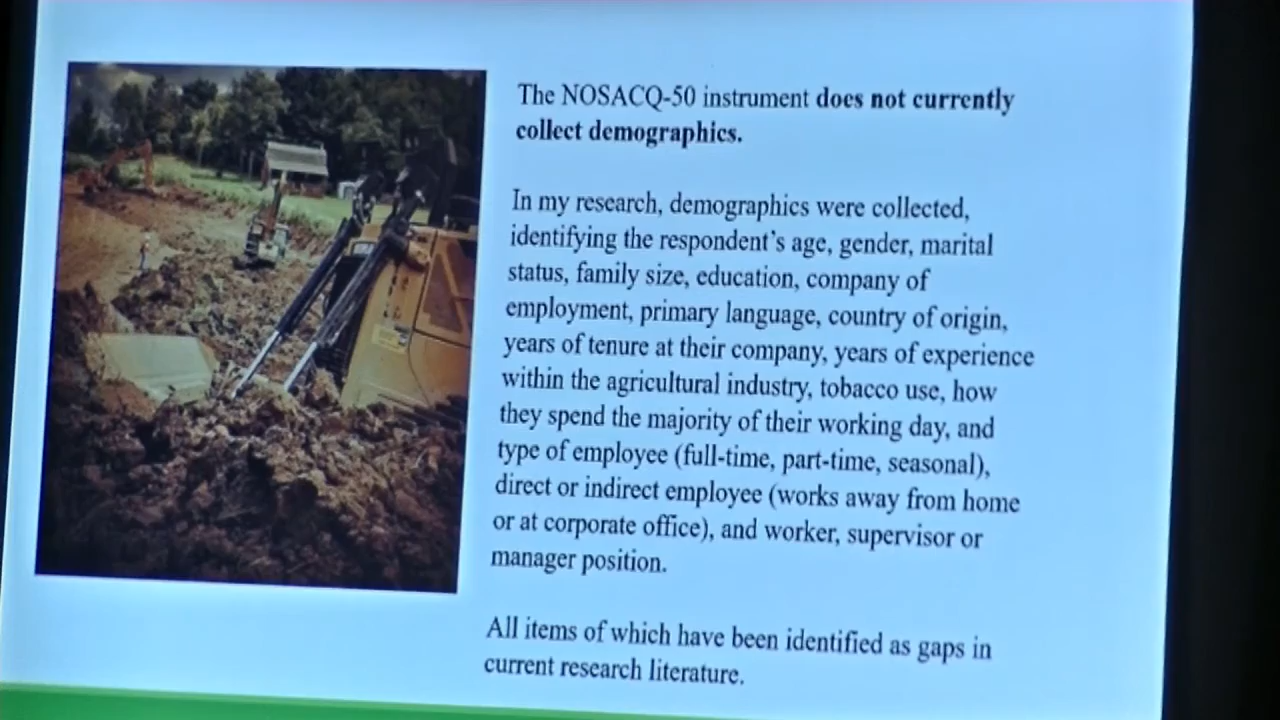 The NOSACQ-50 instrument does not currently
collect demographics.
In my research, demographics were collected,
identifying the respondent's age, gender, marital
status, family size, education, company of
employment, primary language, country of origin,
years of tenure at their company, years of experience
within the agricultural industry, tobacco use, how
they spend the majority of their working day, and
type of employee (full-time, part-time, seasonal),
direct or indirect employee (works away from home
or at corporate office), and worker, supervisor or
manager position.
All items of which have been identified as gaps in
current research literature.